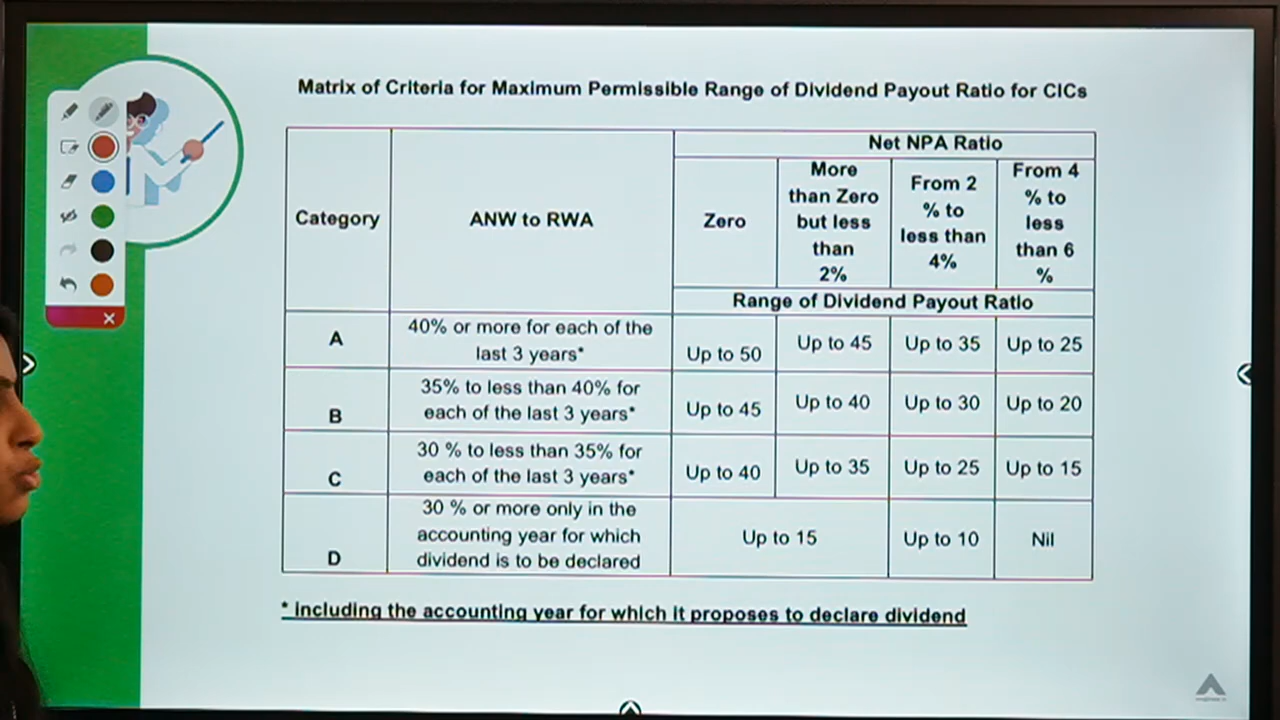 Matrix of Criteria for Maximum Permissible Range of Dividend Payout Ratio for CICs
Category
ANW to RWA
Net NPA Ratio
Zero
More
than Zero
but less
than
2%
From 2
% to
less than
4%
From 4
% to
less
than 6
%
Range of Dividend Payout Ratio
A
40% or more for each of the
last 3 years*
Up to 50
Up to 45
Up to 35
Up to 25
B
35% to less than 40% for
each of the last 3 years*
Up to 45
Up to 40
Up to 30
Up to 20
C
30 % to less than 35% for
each of the last 3 years*
Up to 40
Up to 35
Up to 25
Up to 15
D
30 % or more only in the
accounting year for which
dividend is to be declared
Up to 15
Up to 10
Nil
* including the accounting year for which it proposes to declare dividend